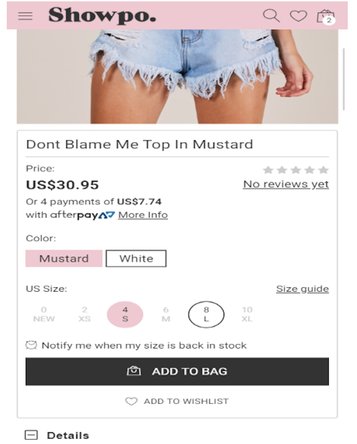 Showpo.
2
Dont Blame Me Top In Mustard
Price:
US$30.95
No reviews yet
Or 4 payments of US$7.74
with afterpay More Info
Color:
Mustard
White
US Size:
Size guide
0 2 4 6 8 10
NEW XS S M L XL
Notify me when my size is back in stock
ADD TO BAG
ADD TO WISHLIST
Details